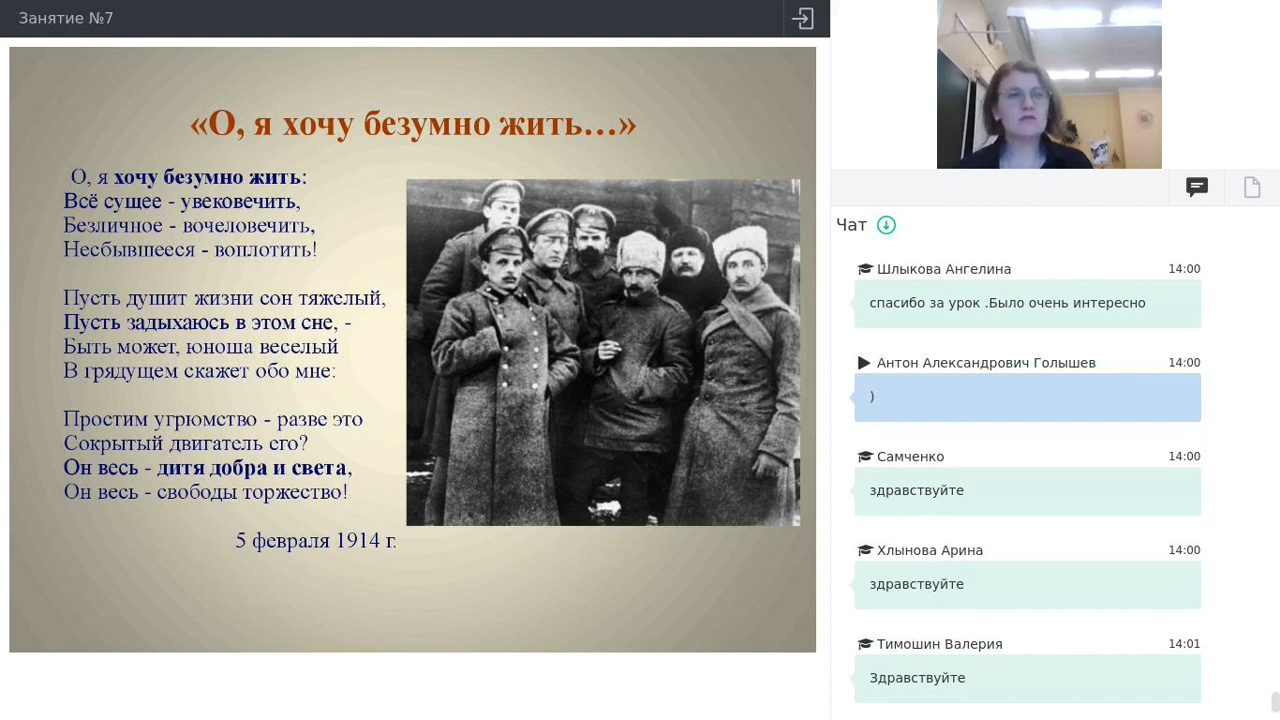 Занятие №7
«О, я хочу безумно жить…»
О, я хочу безумно жить:
Всё сущее - увековечить,
Безличное - вочеловечить,
Несбывшееся - воплотить!
Пусть душит жизни сон тяжелый,
Пусть задыхаюсь в этом сне, -
Быть может, юноша веселый
В грядущем скажет обо мне:
Простим угрюмство - разве это
Сокрытый двигатель его?
Он весь - дитя добра и света,
Он весь - свободы торжество!
5 февраля 1914 г.
Чат
Шлыкова Ангелина 14:00
спасибо за урок .Было очень интересно
Антон Александрович Голышев 14:00
)
Самченко 14:00
здравствуйте
Хлынова Арина 14:00
здравствуйте
Тимошин Валерия 14:01
Здравствуйте